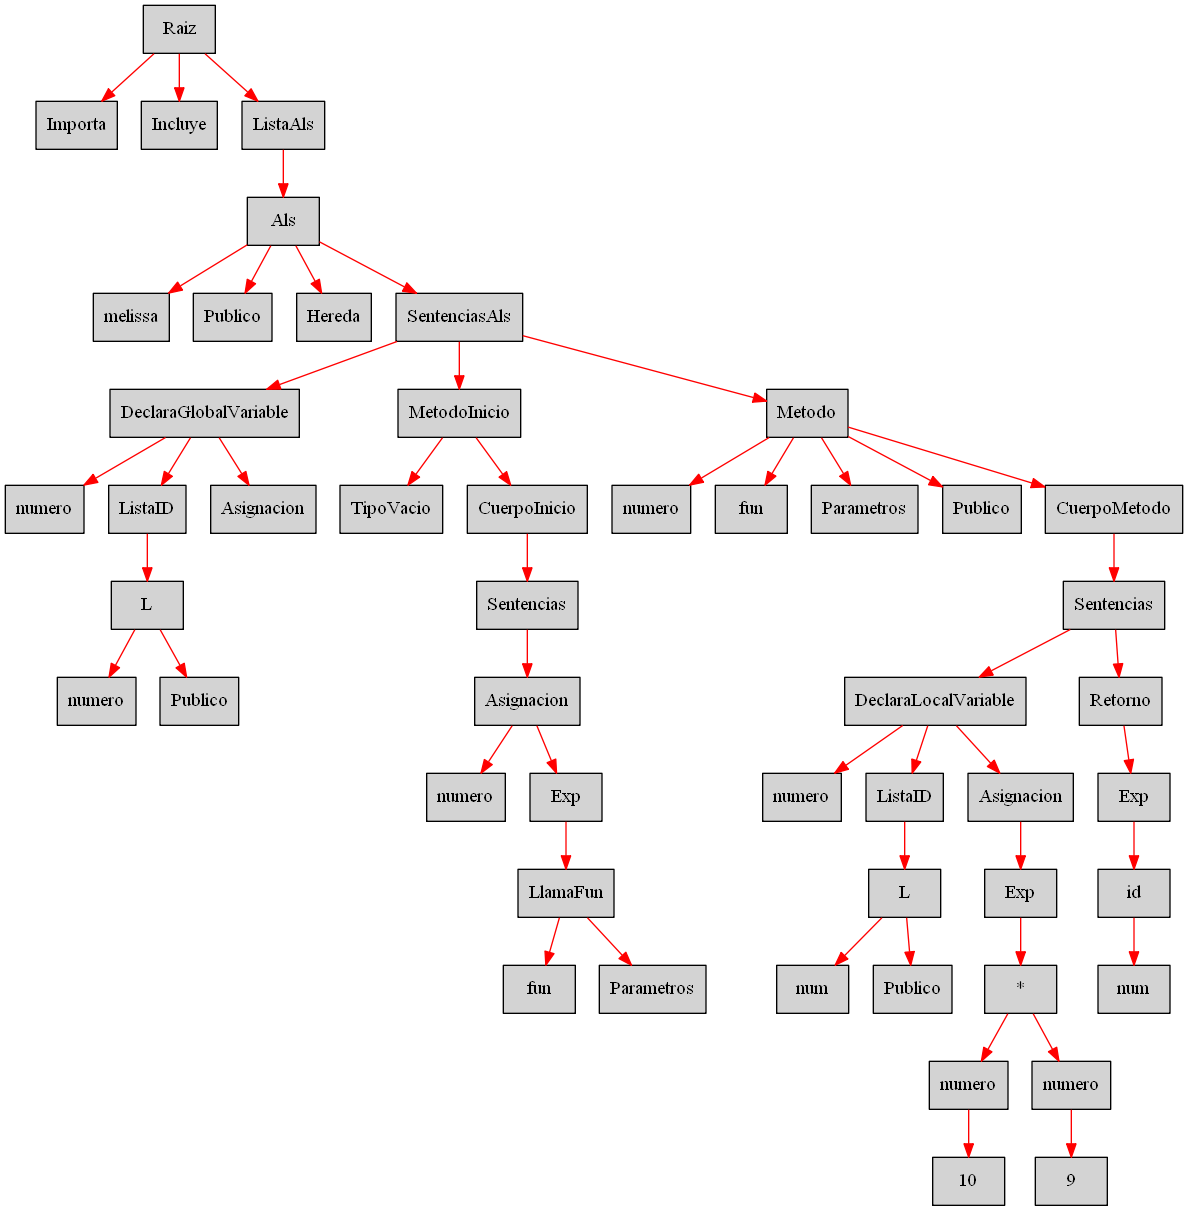 Raiz
Importa Incluye ListaAls
Als
melissa Publico Hereda SentenciasAls
DeclaraGlobalVariable MetodoInicio Metodo
numero ListaID Asignacion TipoVacio CuerpoInicio numero fun Parametros Publico CuerpoMetodo
L Sentencias Sentencias
numero Publico Asignacion DeclaraLocalVariable Retorno
numero Exp numero ListaID Asignacion Exp
LlamaFun L Exp id
fun Parametros num Publico * num
numero numero
10 9